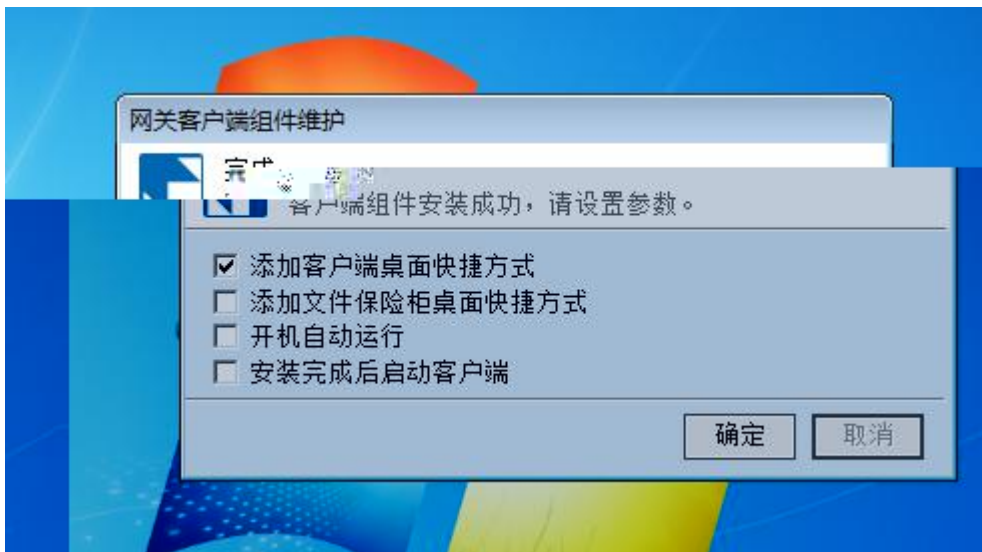 网关客户端组件维护
完成
客户端组件安装成功，请设置参数。
添加客户端桌面快捷方式
添加文件保险柜桌面快捷方式
开机自动运行
安装完成后启动客户端
确定
取消